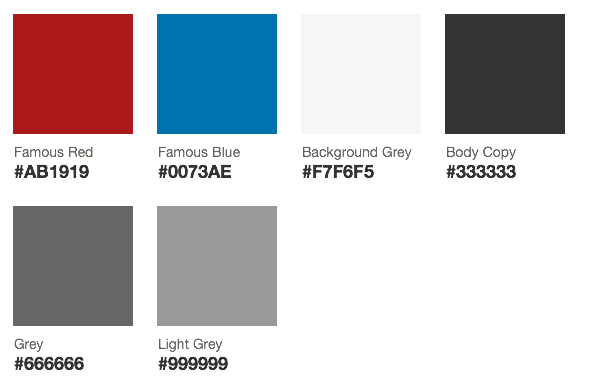 Famous Red
#AB1919
Famous Blue
#0073AE
Background Grey
#F7F6F5
Body Copy
#333333
Grey
#666666
Light Grey
#999999